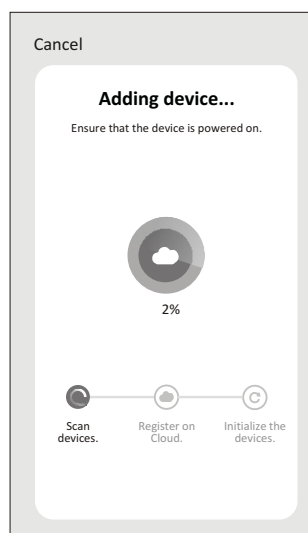 Cancel
Adding device...
Ensure that the device is powered on.
2%
Scan
devices.
Register on
Cloud.
Initialize the
devices.